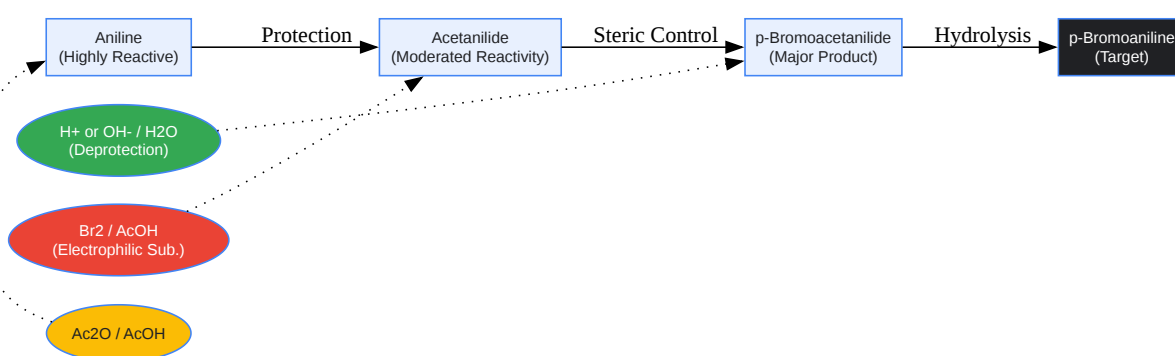 Aniline
(Highly Reactive)
Protection
Acetanilide
(Moderated Reactivity)
Steric Control
p-Bromoacetanilide
(Major Product)
Hydrolysis
p-Bromoaniline
(Target)
H+ or OH- / H2O
(Deprotection)
Br2 / AcOH
(Electrophilic Sub.)
Ac2O / AcOH